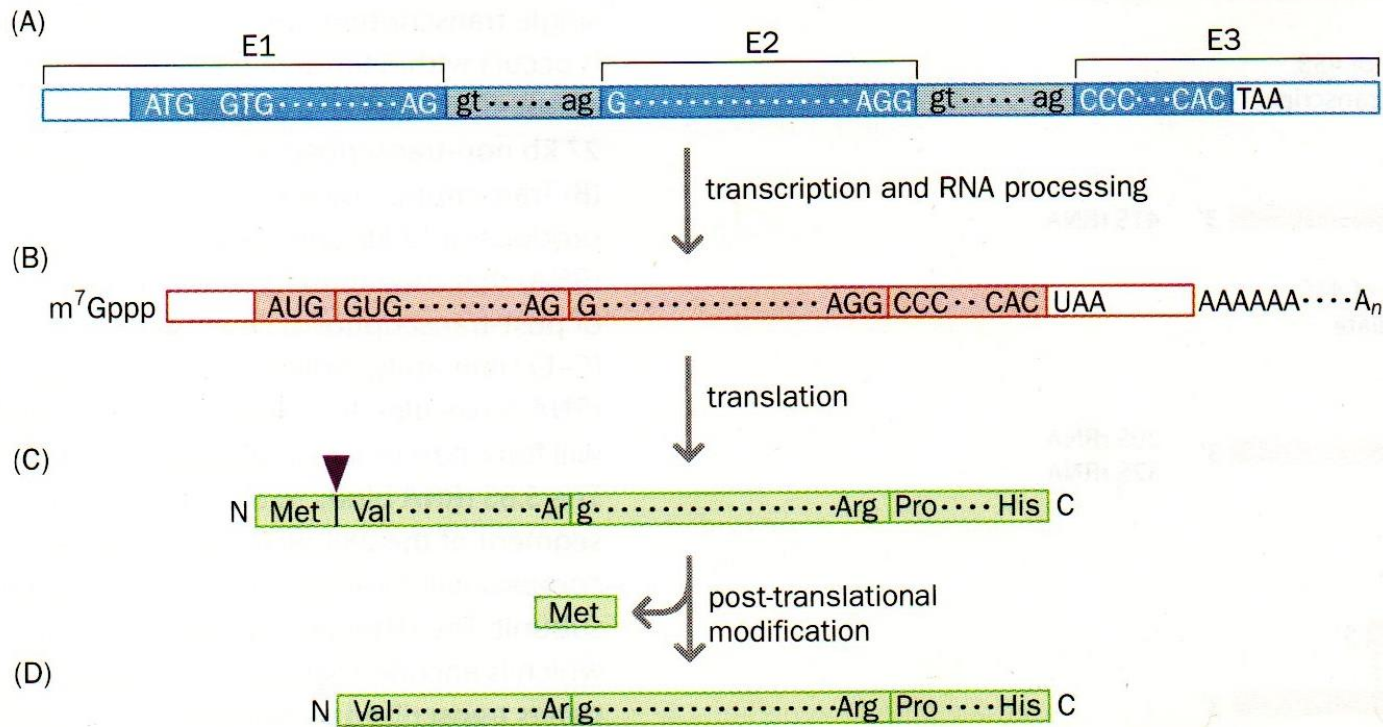 (A)
E1 E2 E3
ATG GTG·········AG gt·····ag G················AGG gt·····ag CCC···CAC TAA
transcription and RNA processing
(B)
m⁷Gppp AUG GUG········AG G···············AGG CCC·· CAC UAA AAAAAA····Aₙ
translation
(C)
N Met Val···········Ar g·····················Arg Pro····His C
Met
post-translational
modification
(D)
N Val···········Ar g·····················Arg Pro····His C